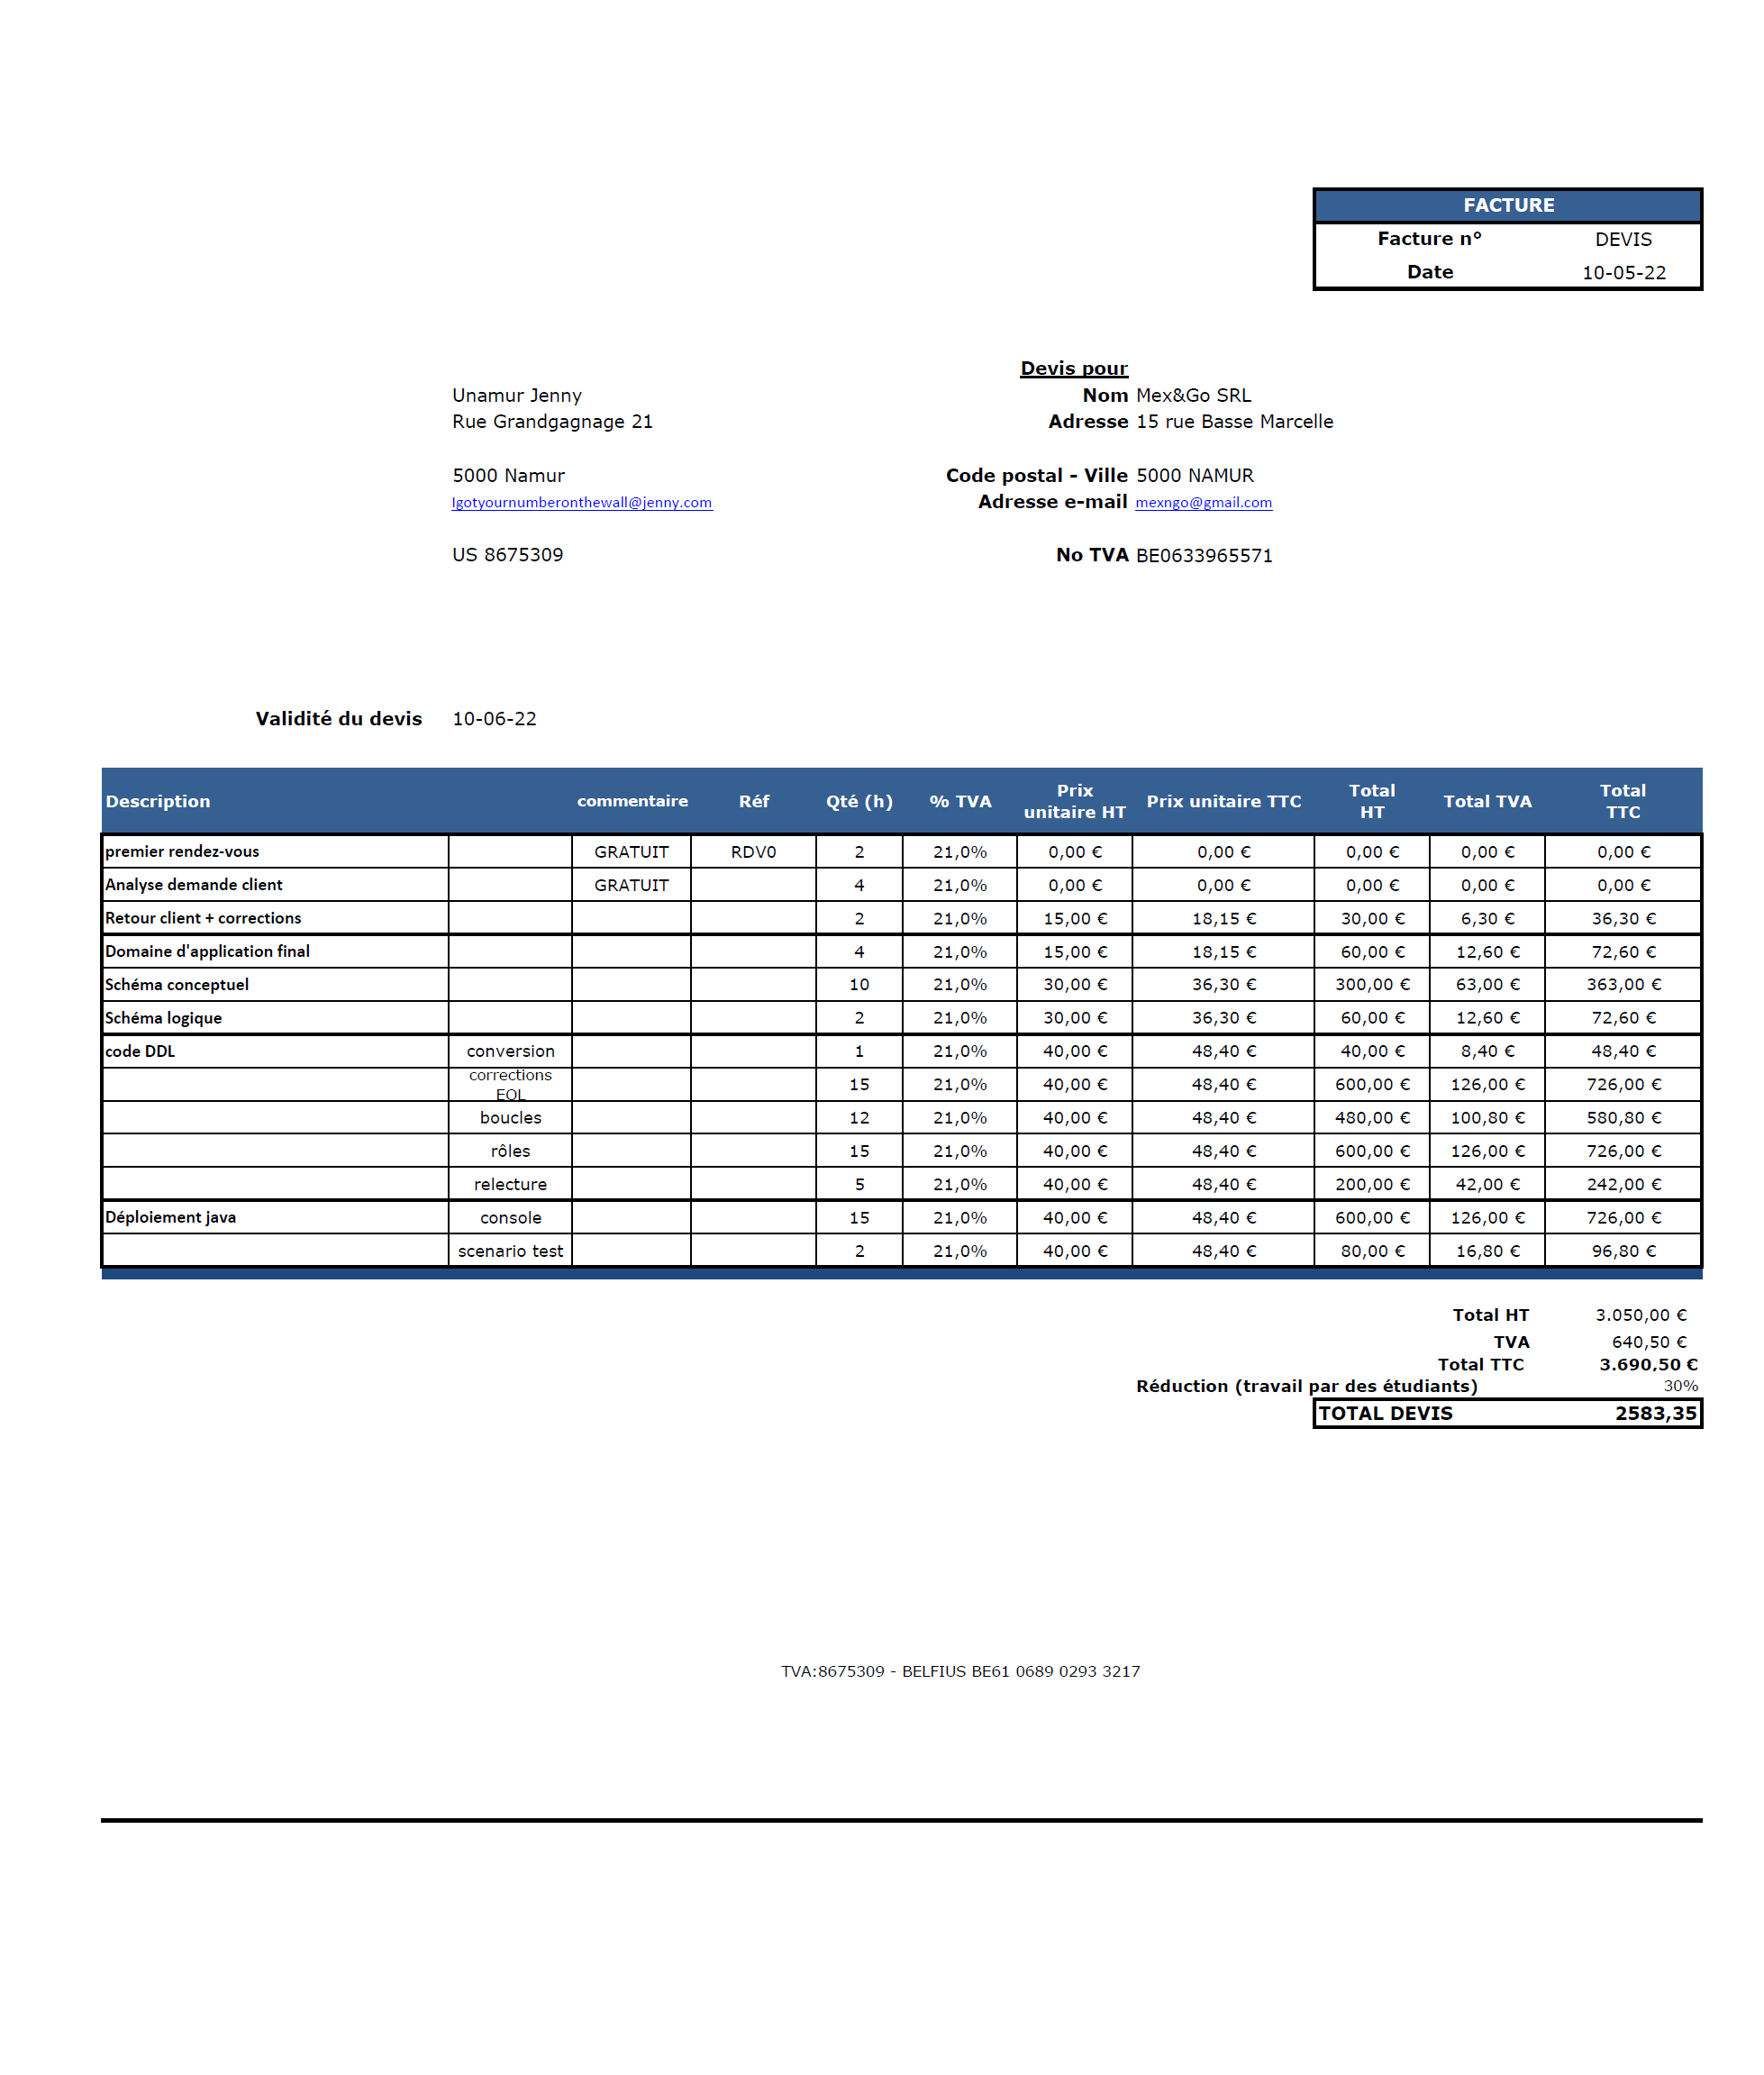 FACTURE
Facture n° DEVIS
Date 10-05-22
Devis pour
Unamur Jenny Nom Mex&Go SRL
Rue Grandgagnage 21 Adresse 15 rue Basse Marcelle
5000 Namur Code postal - Ville 5000 NAMUR
Igotyournumberonthewall@jenny.com Adresse e-mail mexngo@gmail.com
US 8675309 No TVA BE0633965571
Validité du devis 10-06-22
Description commentaire Réf Qté (h) % TVA Prix unitaire HT Prix unitaire TTC Total HT Total TVA Total TTC
premier rendez-vous GRATUIT RDV0 2 21,0% 0,00 € 0,00 € 0,00 € 0,00 € 0,00 €
Analyse demande client GRATUIT 4 21,0% 0,00 € 0,00 € 0,00 € 0,00 € 0,00 €
Retour client + corrections 2 21,0% 15,00 € 18,15 € 30,00 € 6,30 € 36,30 €
Domaine d'application final 4 21,0% 15,00 € 18,15 € 60,00 € 12,60 € 72,60 €
Schéma conceptuel 10 21,0% 30,00 € 36,30 € 300,00 € 63,00 € 363,00 €
Schéma logique 2 21,0% 30,00 € 36,30 € 60,00 € 12,60 € 72,60 €
code DDL conversion 1 21,0% 40,00 € 48,40 € 40,00 € 8,40 € 48,40 €
corrections EOL 15 21,0% 40,00 € 48,40 € 600,00 € 126,00 € 726,00 €
boucles 12 21,0% 40,00 € 48,40 € 480,00 € 100,80 € 580,80 €
rôles 15 21,0% 40,00 € 48,40 € 600,00 € 126,00 € 726,00 €
relecture 5 21,0% 40,00 € 48,40 € 200,00 € 42,00 € 242,00 €
Déploiement java console 15 21,0% 40,00 € 48,40 € 600,00 € 126,00 € 726,00 €
scenario test 2 21,0% 40,00 € 48,40 € 80,00 € 16,80 € 96,80 €
Total HT 3.050,00 €
TVA 640,50 €
Total TTC 3.690,50 €
Réduction (travail par des étudiants) 30%
TOTAL DEVIS 2583,35
TVA:8675309 - BELFIUS BE61 0689 0293 3217